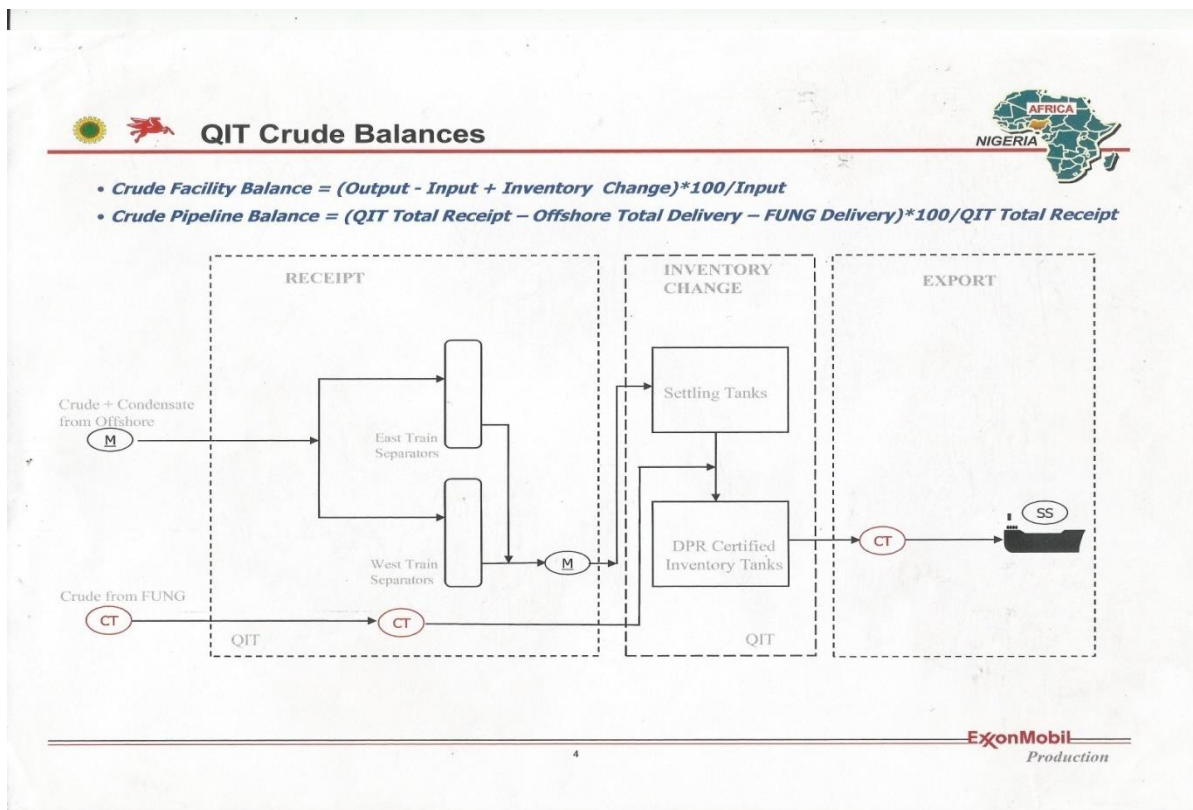 QIT Crude Balances
AFRICA
NIGERIA
• Crude Facility Balance = (Output - Input + Inventory Change)*100/Input
• Crude Pipeline Balance = (QIT Total Receipt – Offshore Total Delivery – FUNG Delivery)*100/QIT Total Receipt
RECEIPT
INVENTORY
CHANGE
EXPORT
Crude + Condensate
from Offshore
M
East Train
Separators
West Train
Separators
M
Crude from FUNG
CT
CT
QIT
Settling Tanks
DPR Certified
Inventory Tanks
QIT
CT
SS
4
ExxonMobil
Production